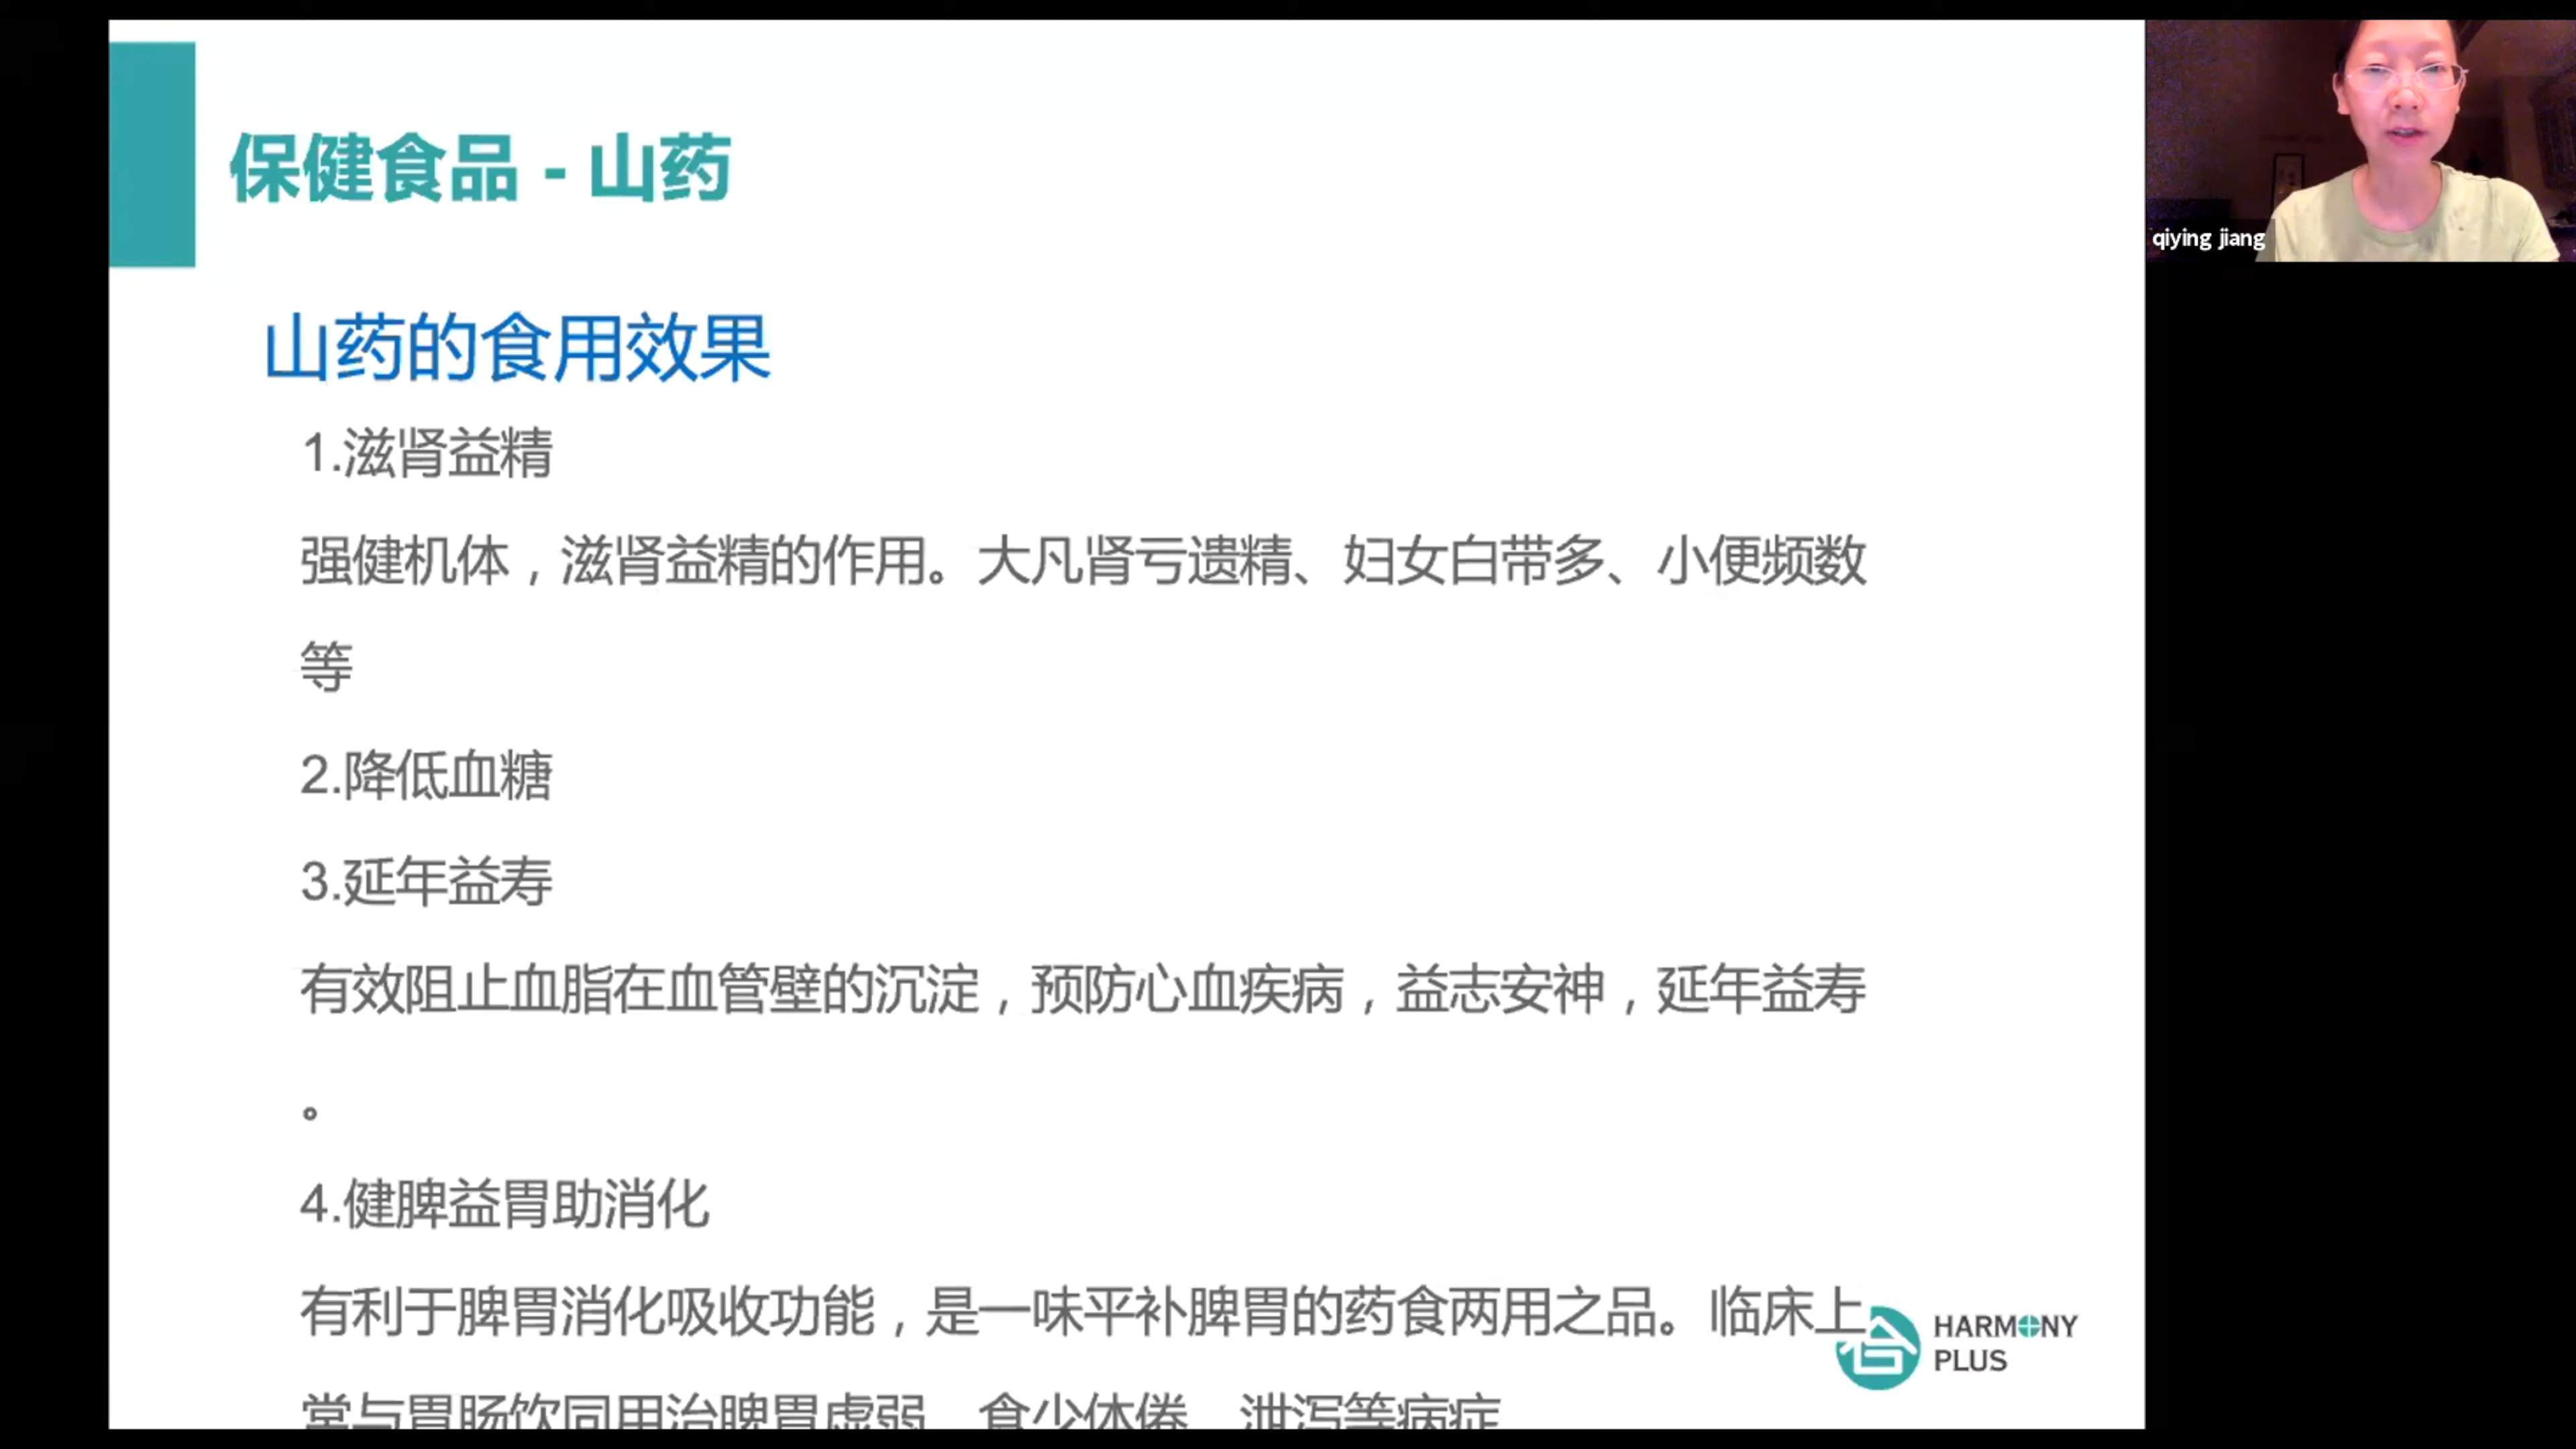 保健食品 - 山药
qiying jiang
山药的食用效果
1.滋肾益精
强健机体，滋肾益精的作用。大凡肾亏遗精、妇女白带多、小便频数
等
2.降低血糖
3.延年益寿
有效阻止血脂在血管壁的沉淀，预防心血疾病，益志安神，延年益寿
。
4.健脾益胃助消化
有利于脾胃消化吸收功能，是一味平补脾胃的药食两用之品。临床上
常与胃肠饮同用治脾胃虚弱、食少体倦、泄泻等病症
合 HARMONY
PLUS